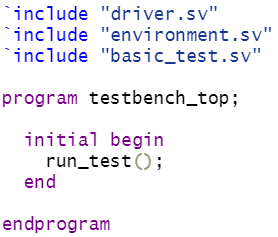 `include "driver.sv"
`include "environment.sv"
`include "basic_test.sv"
program testbench_top;
initial begin
run_test();
end
endprogram